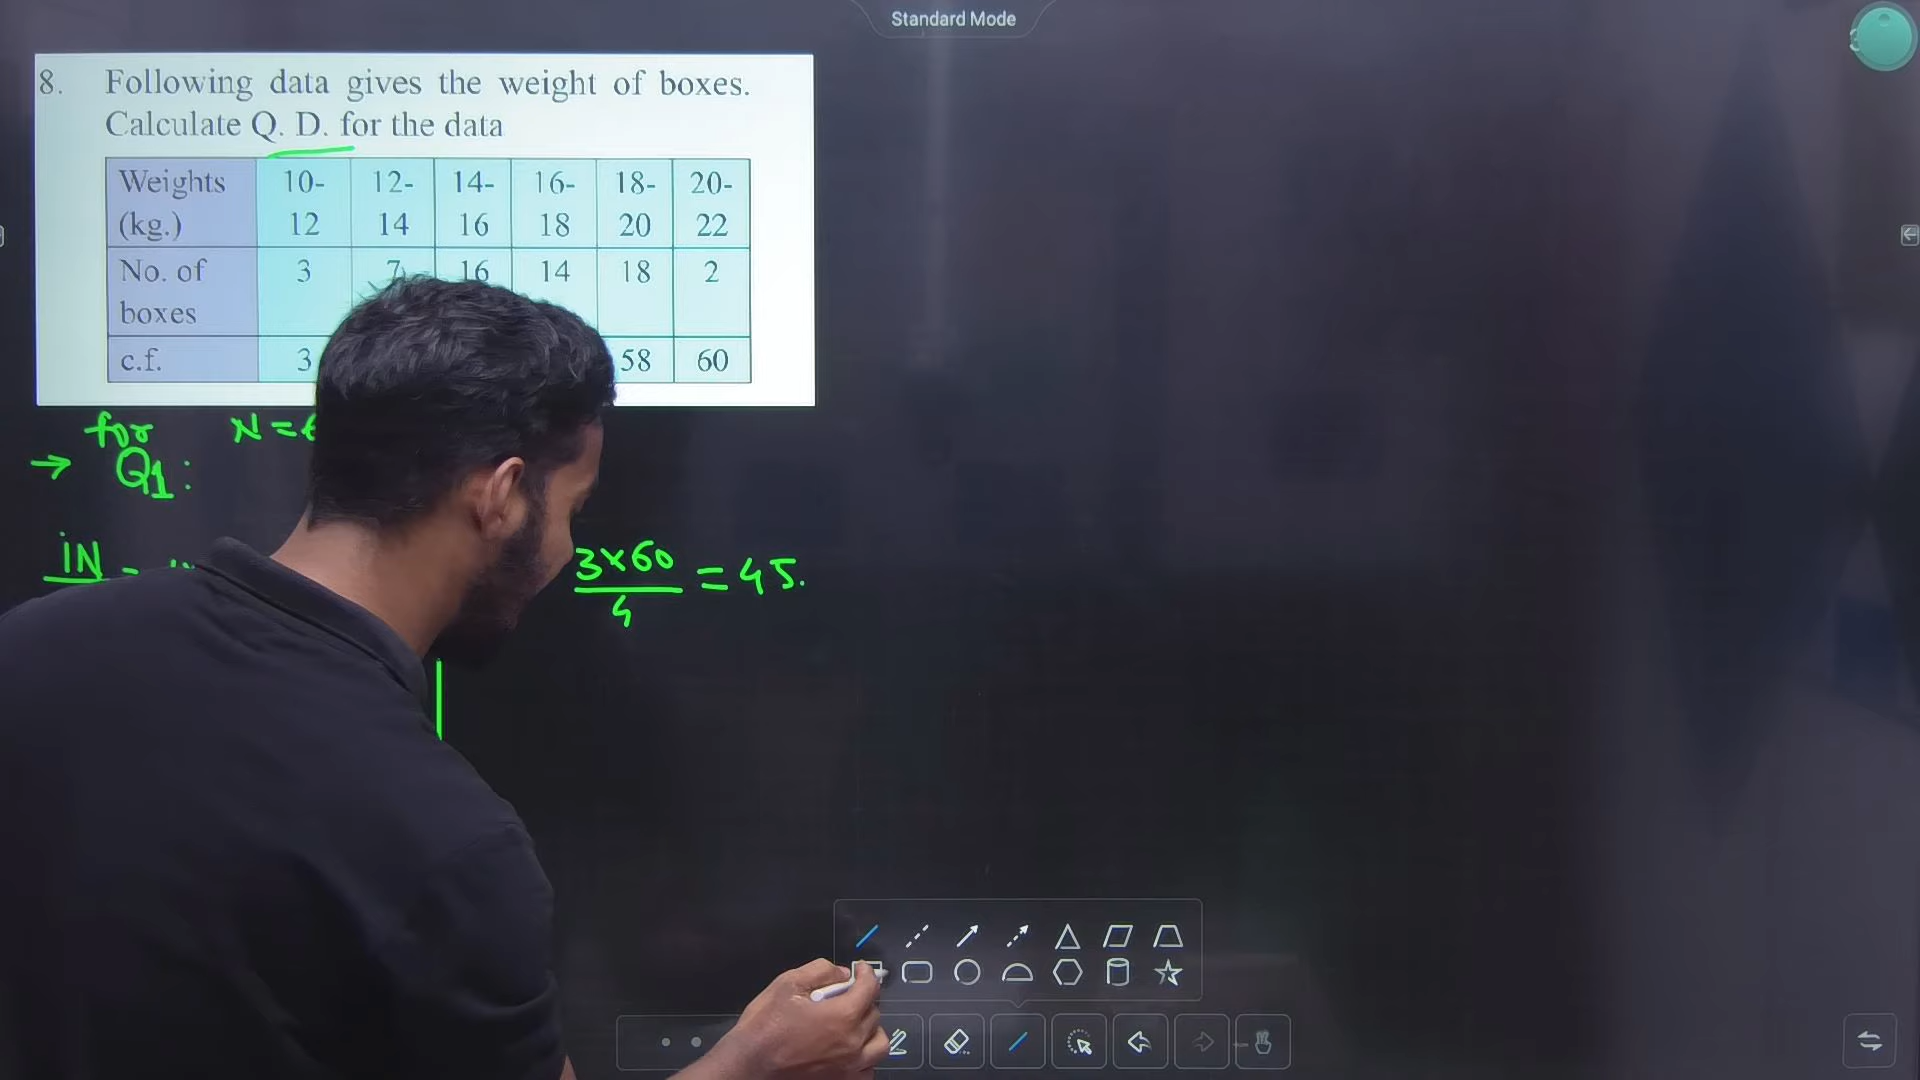 Standard Mode
8. Following data gives the weight of boxes.
Calculate Q. D. for the data
Weights (kg.) 10-12 12-14 14-16 16-18 18-20 20-22
No. of boxes 3 7 16 14 18 2
c.f. 3 58 60
for N =
→ Q1:
iN = 3×60/4 = 45.